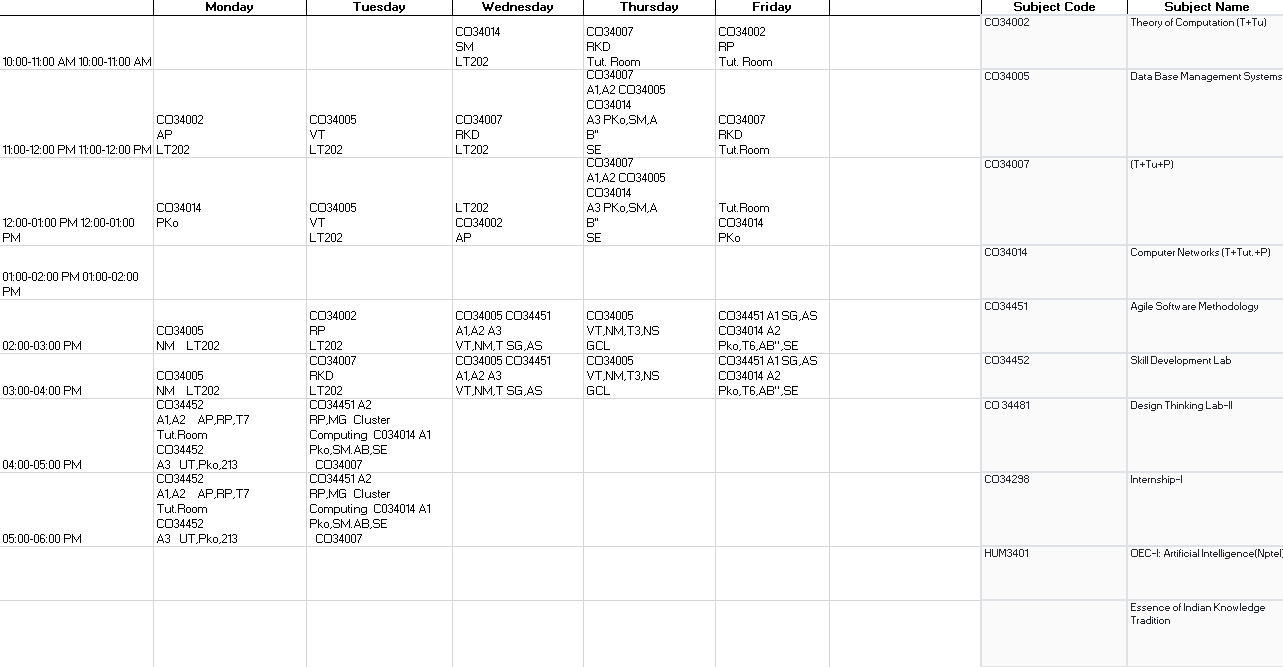 Monday Tuesday Wednesday Thursday Friday Subject Code Subject Name
10:00-11:00 AM 10:00-11:00 AM
CO34014
SM
LT202
CO34007
RKD
Tut. Room
CO34002
RP
Tut. Room
CO34002
Theory of Computation (T+Tu)
11:00-12:00 PM 11:00-12:00 PM
CO34002
AP
LT202
CO34005
VT
LT202
CO34007
RKD
LT202
CO34007
A1,A2 CO34005
CO34014
A3 PKo,SM,A
B"
SE
CO34007
RKD
Tut.Room
CO34005
Data Base Management Systems
12:00-01:00 PM 12:00-01:00
PM
CO34014
PKo
CO34005
VT
LT202
LT202
CO34002
AP
CO34007
A1,A2 CO34005
CO34014
A3 PKo,SM,A
B"
SE
Tut.Room
CO34014
PKo
CO34007
(T+Tu+P)
01:00-02:00 PM 01:00-02:00
PM
CO34014
Computer Networks (T+Tut.+P)
02:00-03:00 PM
CO34005
NM LT202
CO34002
RP
LT202
CO34005 CO34451
A1,A2 A3
VT,NM,T SG,AS
CO34005
VT,NM,T3,NS
GCL
CO34451 A1 SG,AS
CO34014 A2
Pko,T6,AB",SE
CO34451
Agile Software Methodology
03:00-04:00 PM
CO34005
NM LT202
CO34007
RKD
LT202
CO34005 CO34451
A1,A2 A3
VT,NM,T SG,AS
CO34005
VT,NM,T3,NS
GCL
CO34451 A1 SG,AS
CO34014 A2
Pko,T6,AB",SE
CO34452
Skill Development Lab
04:00-05:00 PM
CO34452
A1,A2 AP,RP,T7
Tut.Room
CO34452
A3 UT,Pko,213
CO34451 A2
RP,MG Cluster
Computing C034014 A1
Pko,SM.AB,SE
CO34007
CO 34481
Design Thinking Lab-II
05:00-06:00 PM
CO34452
A1,A2 AP,RP,T7
Tut.Room
CO34452
A3 UT,Pko,213
CO34451 A2
RP,MG Cluster
Computing C034014 A1
Pko,SM.AB,SE
CO34007
CO34298
Internship-I
HUM3401
OEC-I: Artificial Intelligence(Nptel)
Essence of Indian Knowledge
Tradition